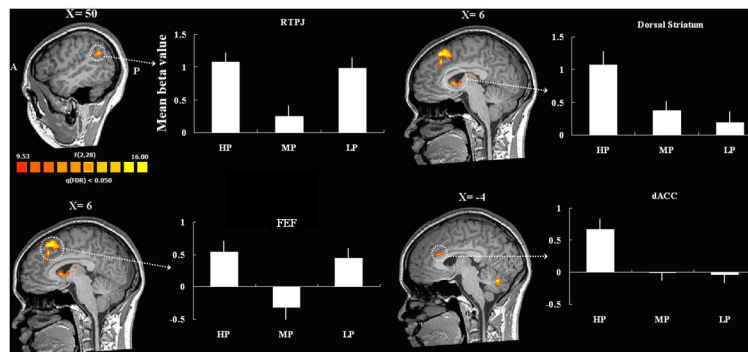 X= 50
RTPJ
A
P
Mean beta value
1.5
1
0.5
0
HP
MP
LP
9.53
F(2,28)
16.00
q(FDR) < 0.050
X= 6
Dorsal Striatum
1.5
1
0.5
0
HP
MP
LP
X= 6
FEF
1
0.5
0
-0.5
HP
MP
LP
X= -4
dACC
1
0.5
0
-0.5
HP
MP
LP